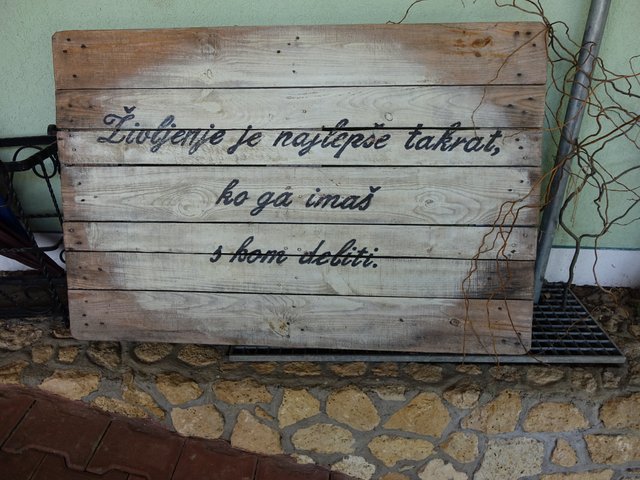 Življenje je najlepše takrat,
ko ga imaš
s kom deliti.